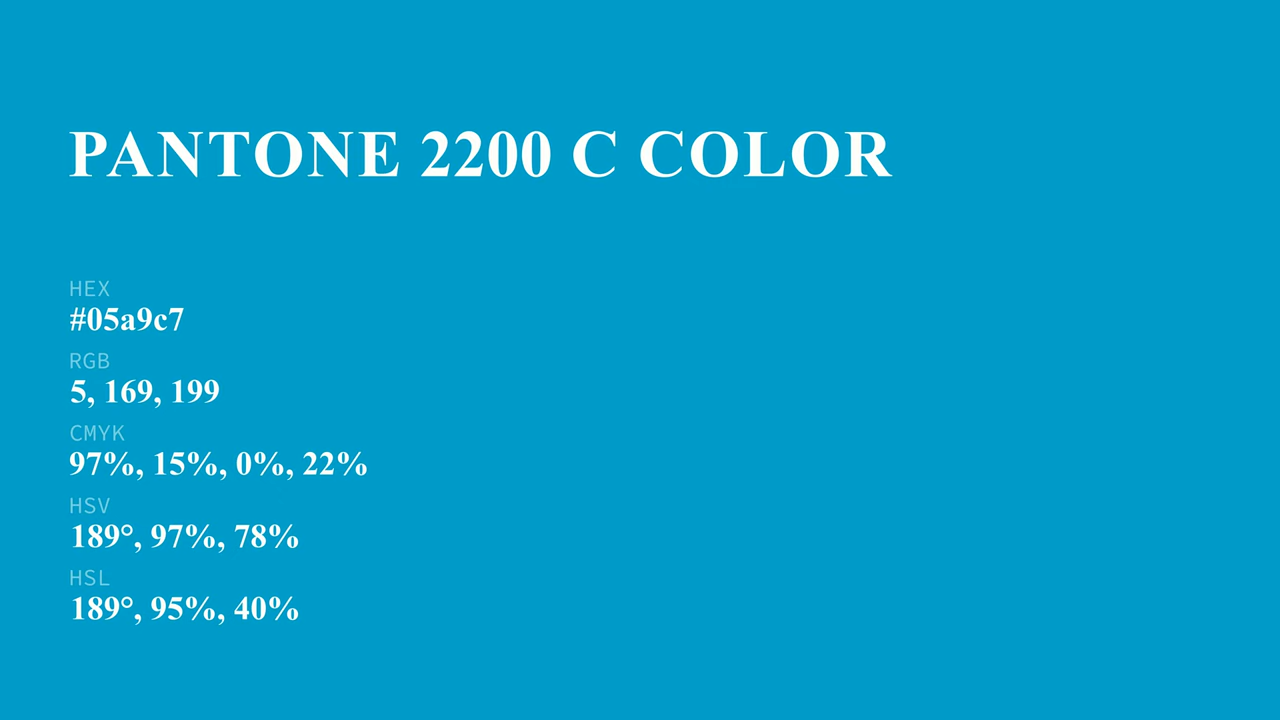 PANTONE 2200 C COLOR
HEX
#05a9c7
RGB
5, 169, 199
CMYK
97%, 15%, 0%, 22%
HSV
189°, 97%, 78%
HSL
189°, 95%, 40%